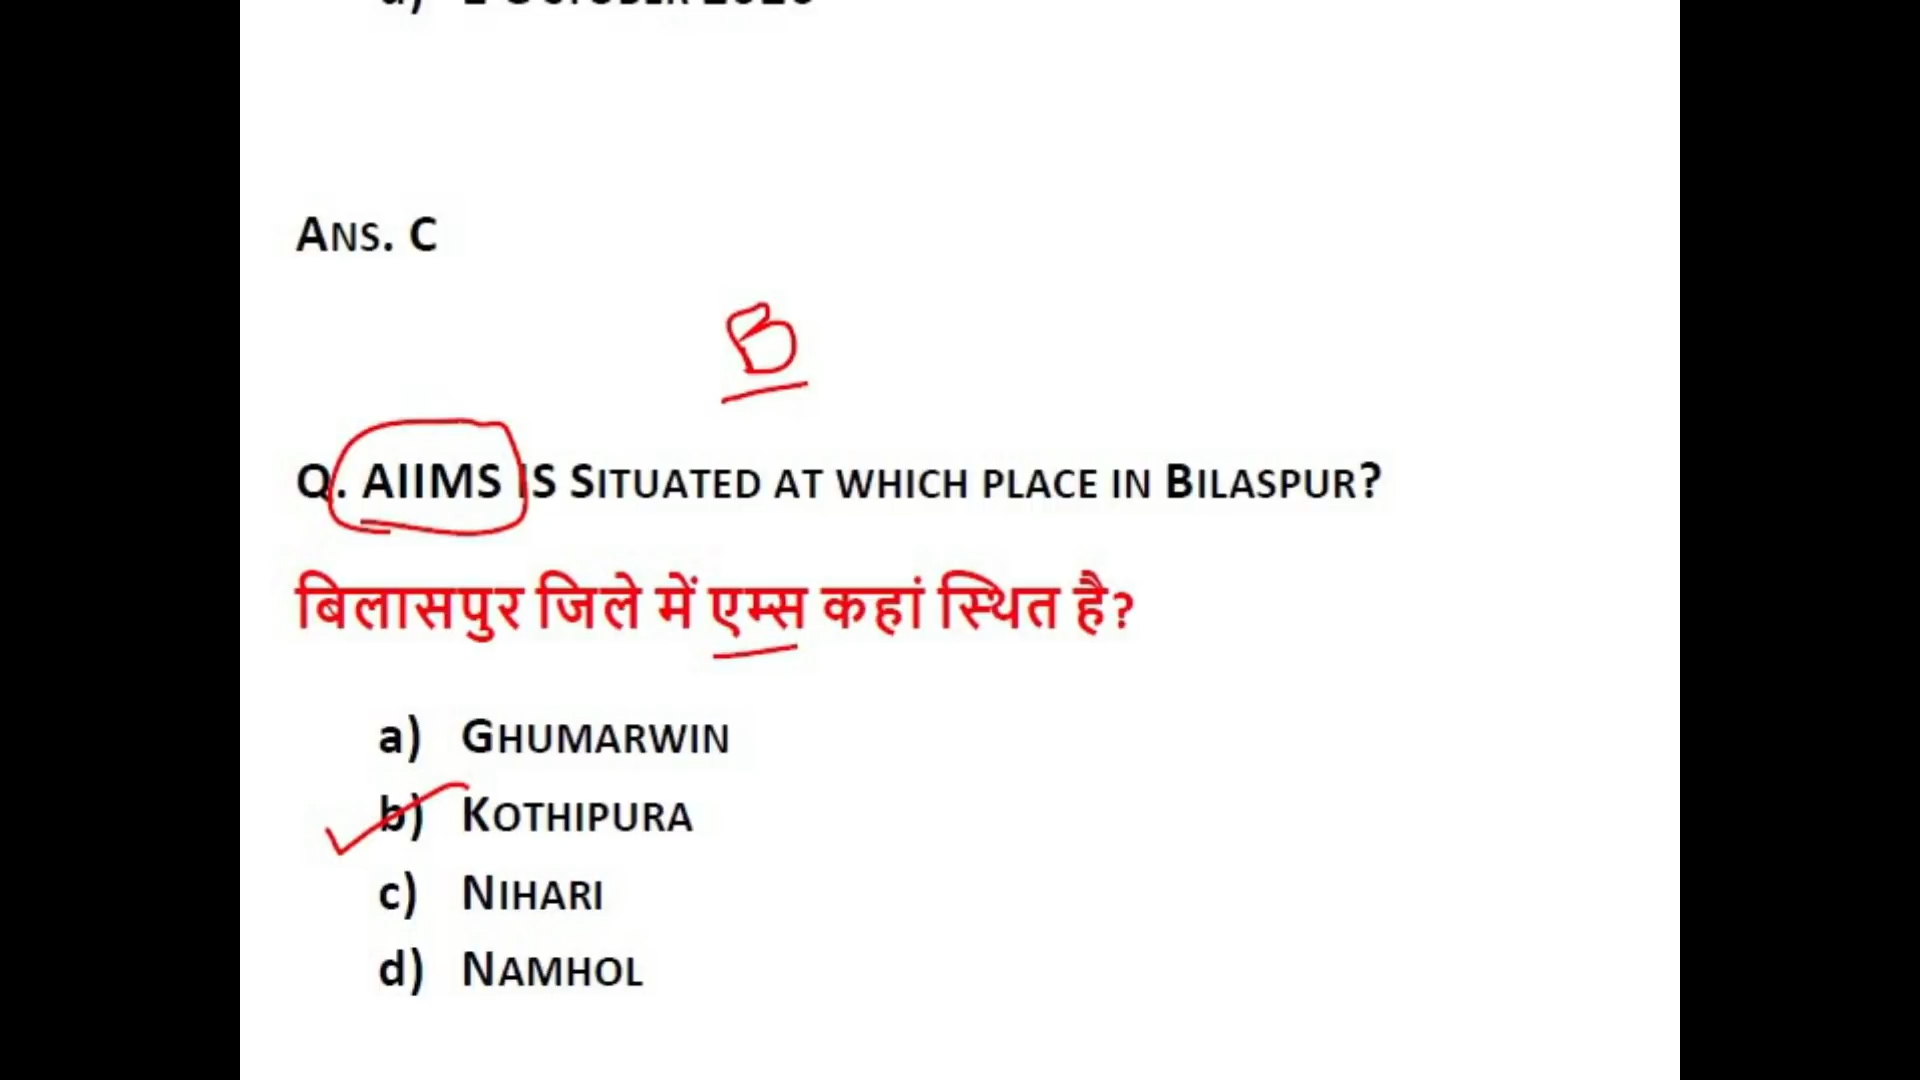 ANS. C
B
Q. AIIMS IS SITUATED AT WHICH PLACE IN BILASPUR?
बिलासपुर जिले में एम्स कहां स्थित है?
a) GHUMARWIN
b) KOTHIPURA
c) NIHARI
d) NAMHOL